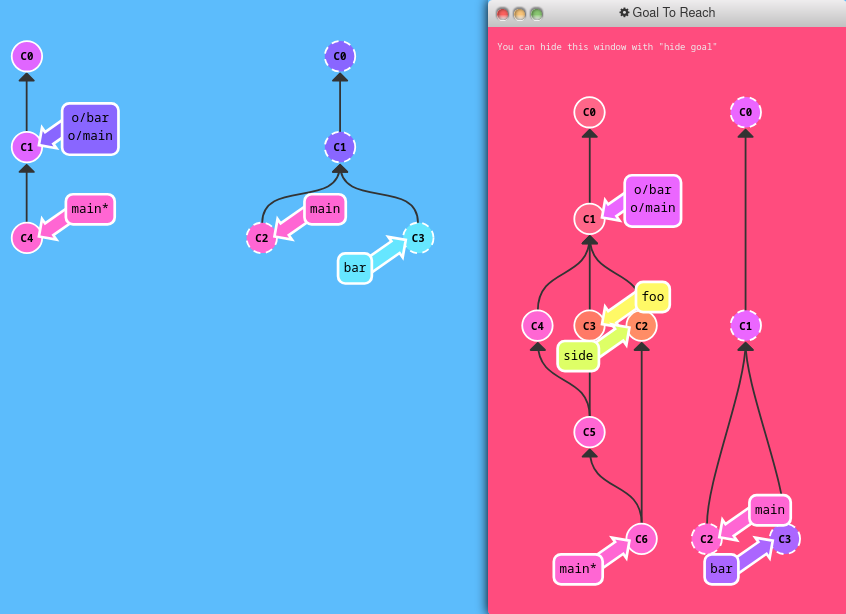 C0
o/bar
o/main
C1
main*
C4
C0
C1
main
C2
C3
bar
Goal To Reach
You can hide this window with "hide goal"
C0
o/bar
o/main
C1
foo
C4
C3
C2
side
C5
C6
main*
C0
C1
main
C2
C3
bar